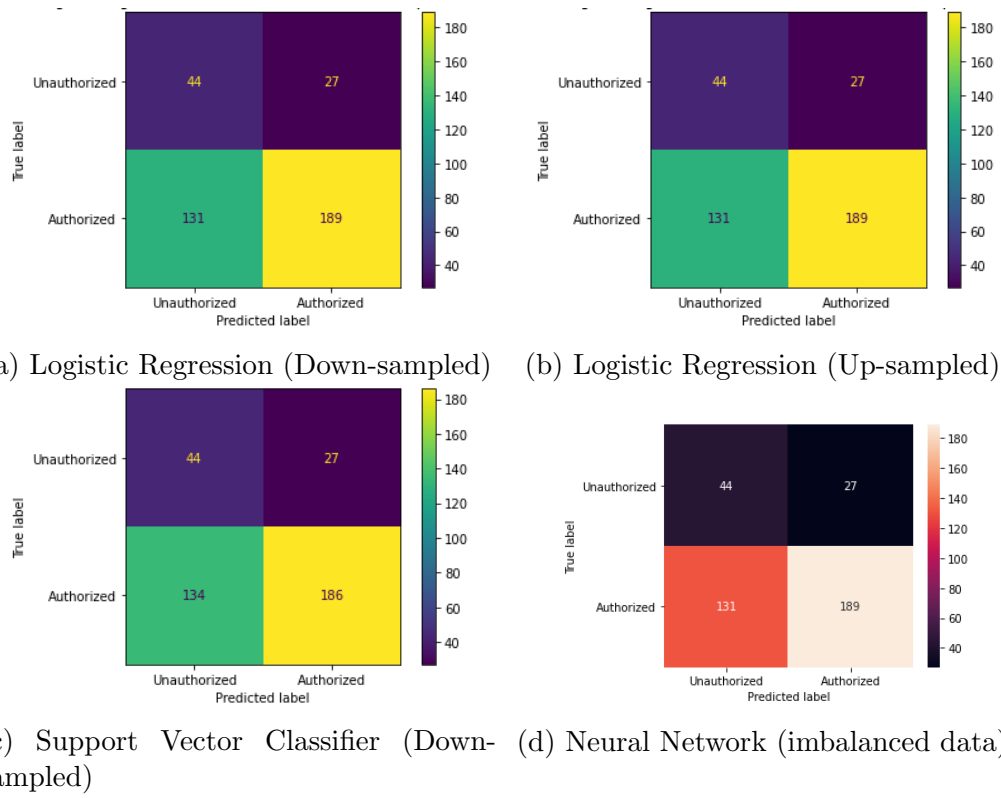 180
Unauthorized 44 27
160
140
120
True label
100
80
Authorized 131 189
60
40
Unauthorized Authorized
Predicted label
180
Unauthorized 44 27
160
140
120
True label
100
80
Authorized 131 189
60
40
Unauthorized Authorized
Predicted label
a) Logistic Regression (Down-sampled)
(b) Logistic Regression (Up-sampled)
180
Unauthorized 44 27
160
140
120
True label
100
80
Authorized 134 186
60
40
Unauthorized Authorized
Predicted label
180
Unauthorized 44 27
160
140
120
True label
100
80
Authorized 131 189
60
40
Unauthorized Authorized
Predicted label
c) Support Vector Classifier (Down-
ampled)
(d) Neural Network (imbalanced data)